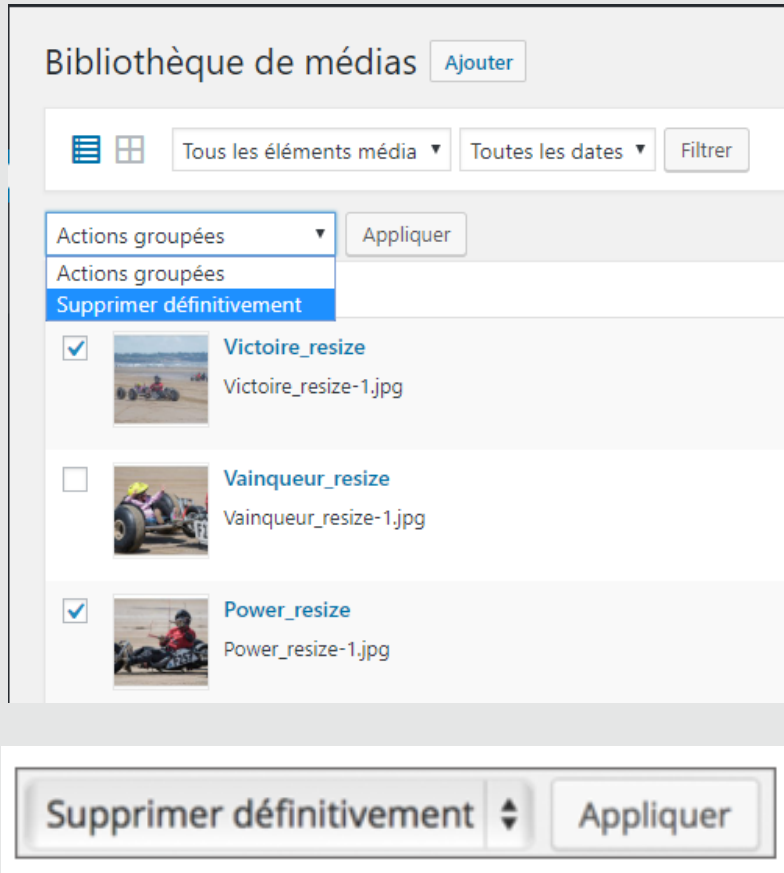 Bibliothèque de médias Ajouter
Tous les éléments média Toutes les dates Filtrer
Actions groupées Appliquer
Actions groupées
Supprimer définitivement
Victoire_resize
Victoire_resize-1.jpg
Vainqueur_resize
Vainqueur_resize-1.jpg
Power_resize
Power_resize-1.jpg
Supprimer définitivement Appliquer